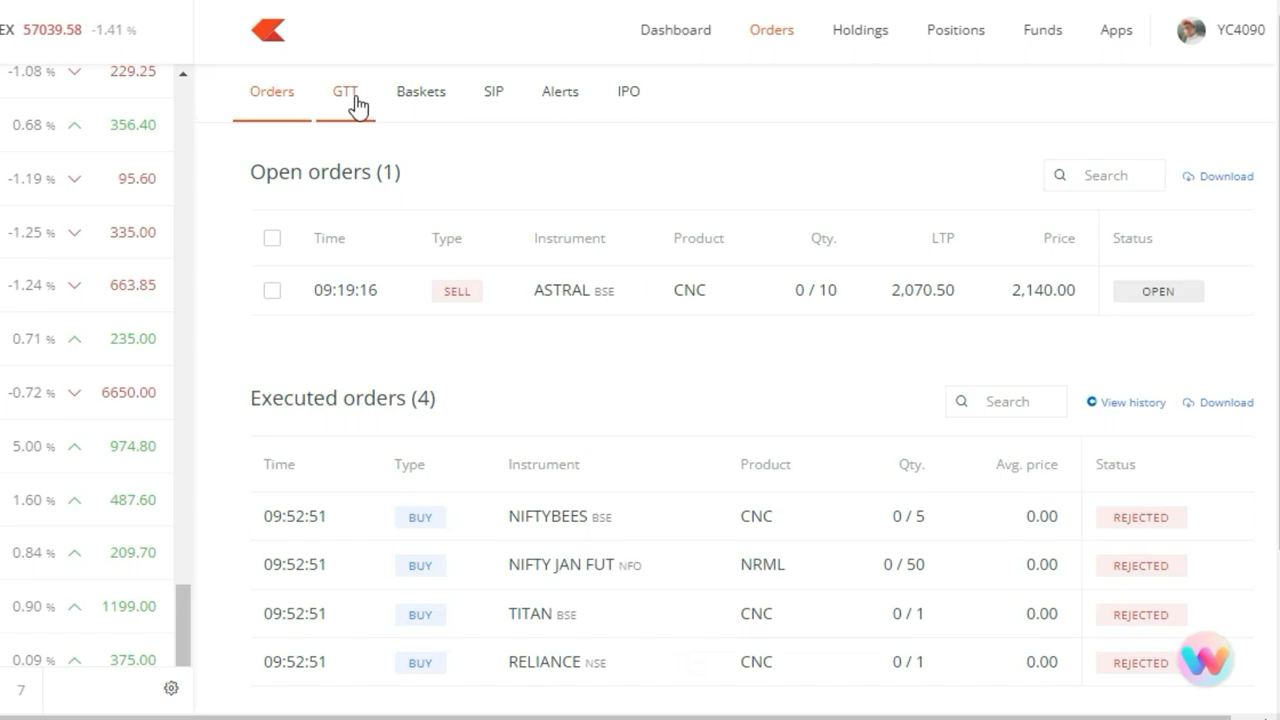 EX 57039.58 -1.41 %
Dashboard Orders Holdings Positions Funds Apps YC4090
-1.08 % 229.25
0.68 % 356.40
-1.19 % 95.60
-1.25 % 335.00
-1.24 % 663.85
0.71 % 235.00
-0.72 % 6650.00
5.00 % 974.80
1.60 % 487.60
0.84 % 209.70
0.90 % 1199.00
0.09 % 375.00
7
Orders GTT Baskets SIP Alerts IPO
Open orders (1)
Search Download
Time Type Instrument Product Qty. LTP Price Status
09:19:16 SELL ASTRAL BSE CNC 0 / 10 2,070.50 2,140.00 OPEN
Executed orders (4)
Search View history Download
Time Type Instrument Product Qty. Avg. price Status
09:52:51 BUY NIFTYBEES BSE CNC 0 / 5 0.00 REJECTED
09:52:51 BUY NIFTY JAN FUT NFO NRML 0 / 50 0.00 REJECTED
09:52:51 BUY TITAN BSE CNC 0 / 1 0.00 REJECTED
09:52:51 BUY RELIANCE NSE CNC 0 / 1 0.00 REJECTED
W